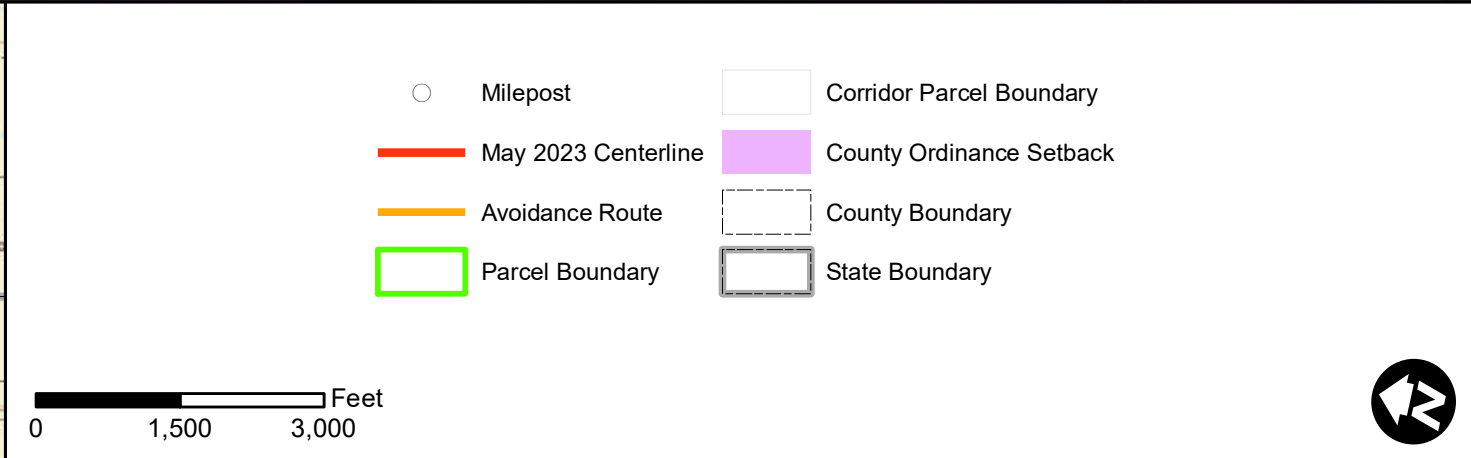 Milepost
May 2023 Centerline
Avoidance Route
Parcel Boundary
Corridor Parcel Boundary
County Ordinance Setback
County Boundary
State Boundary
Feet
0 1,500 3,000
N